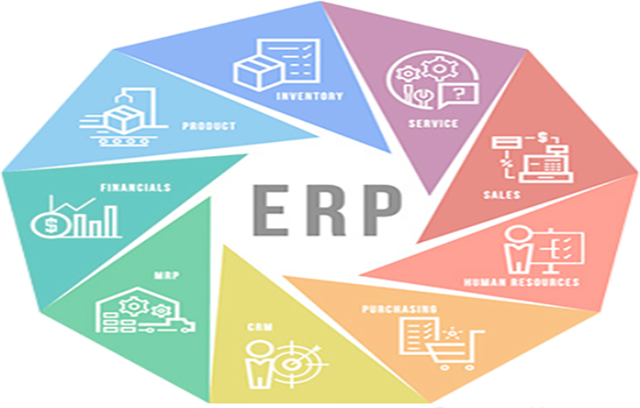 INVENTORY
SERVICE
PRODUCT
SALES
FINANCIALS
ERP
HUMAN RESOURCES
MRP
PURCHASING
CRM